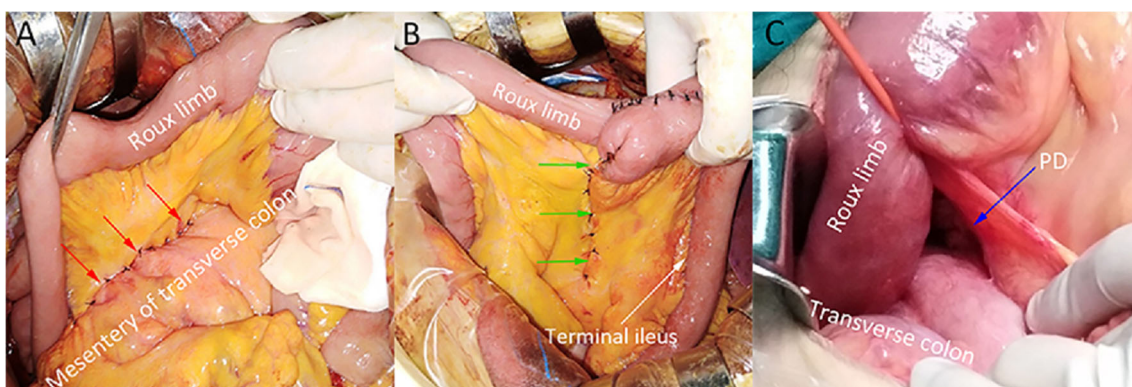 A
Roux limb
Mesentery of transverse colon
B
Roux limb
Terminal ileus
C
Roux limb
PD
Transverse colon